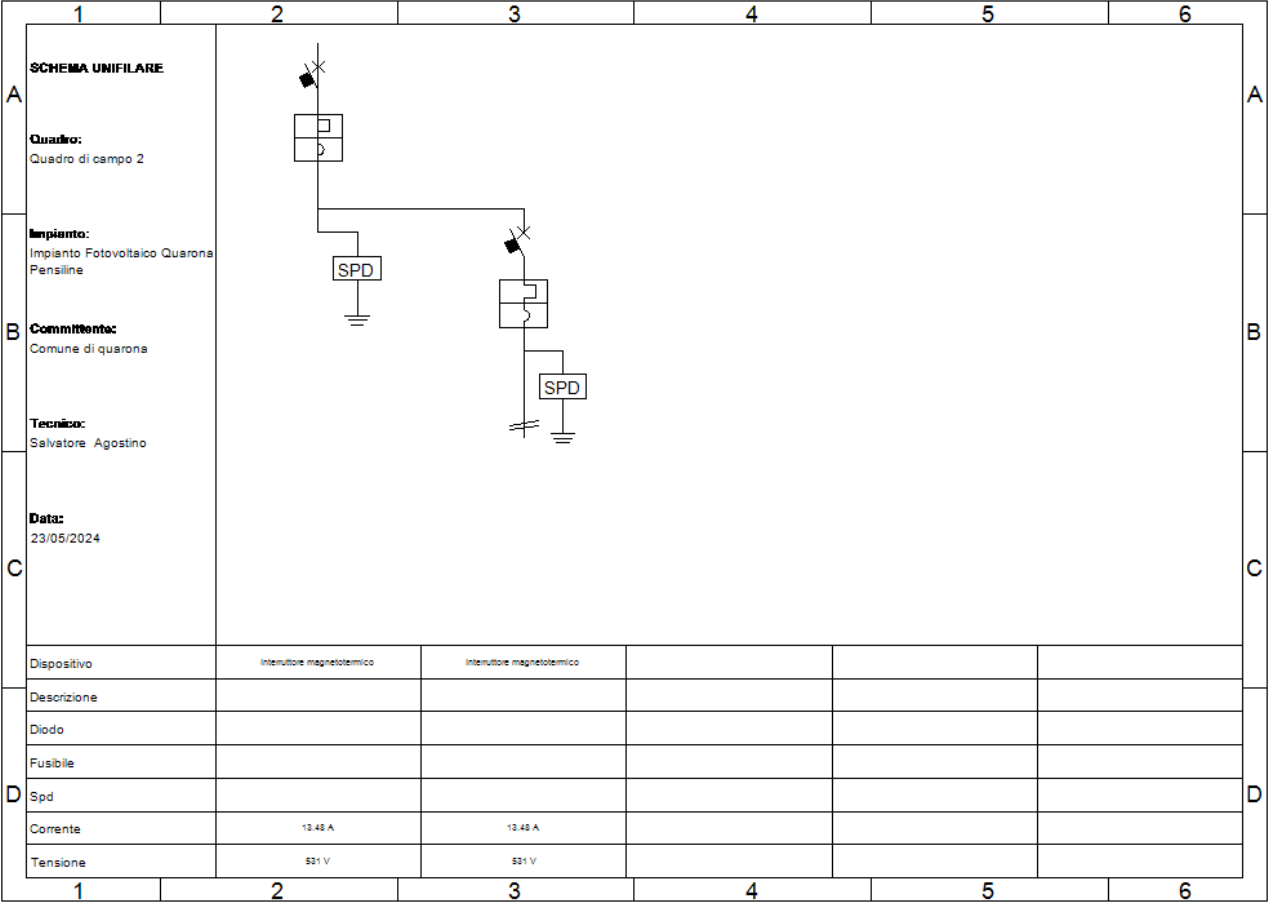 1 2 3 4 5 6
A A
SCHEMA UNIFILARE
Quadro:
Quadro di campo 2
Impianto:
Impianto Fotovoltaico Quarona
Pensiline
SPD
B B
Committente:
Comune di quarona
SPD
Tecnico:
Salvatore Agostino
Data:
23/05/2024
C C
Dispositivo Interruttore magnetotermico Interruttore magnetotermico
Descrizione
Diodo
Fusibile
D D
Spd
Corrente 13.48 A 13.48 A
Tensione 531 V 531 V
1 2 3 4 5 6